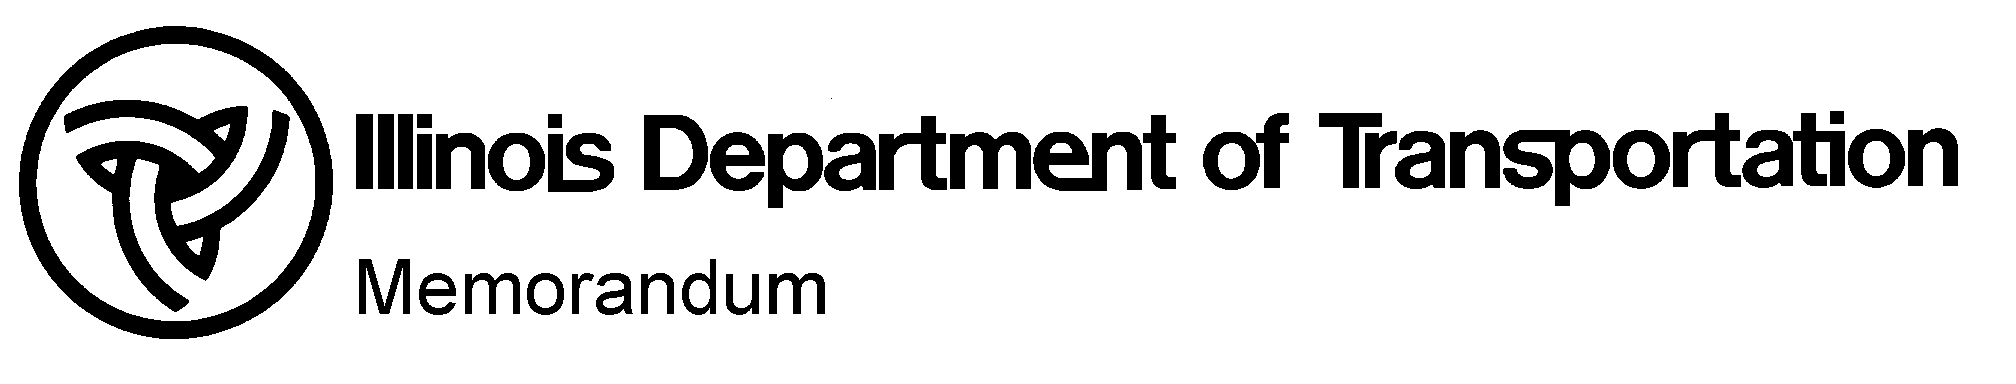 Illinois Department of Transportation
Memorandum